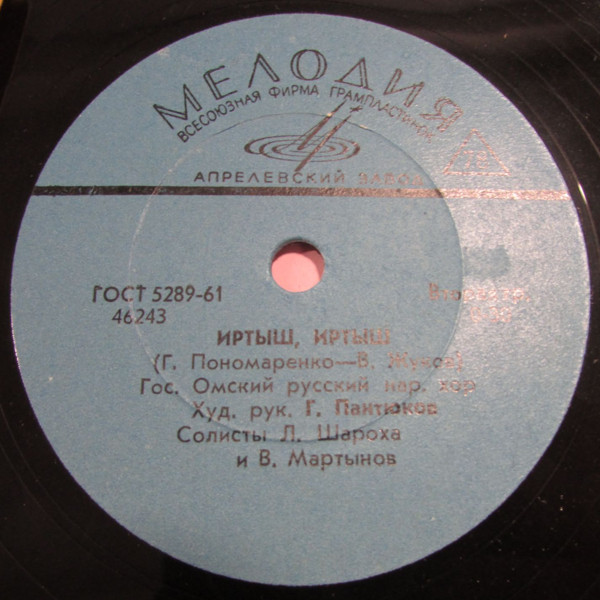 МЕЛОДИЯ
ВСЕСОЮЗНАЯ ФИРМА ГРАМПЛАСТИНОК
АПРЕЛЕВСКИЙ ЗАВОД
ГОСТ 5289-61
46243
ИРТЫШ, ИРТЫШ
(Г. Пономаренко—В. Жуков)
Гос. Омский русский нар. хор
Худ. рук. Г. Пантюков
Солисты Л. Шароха
и В. Мартынов